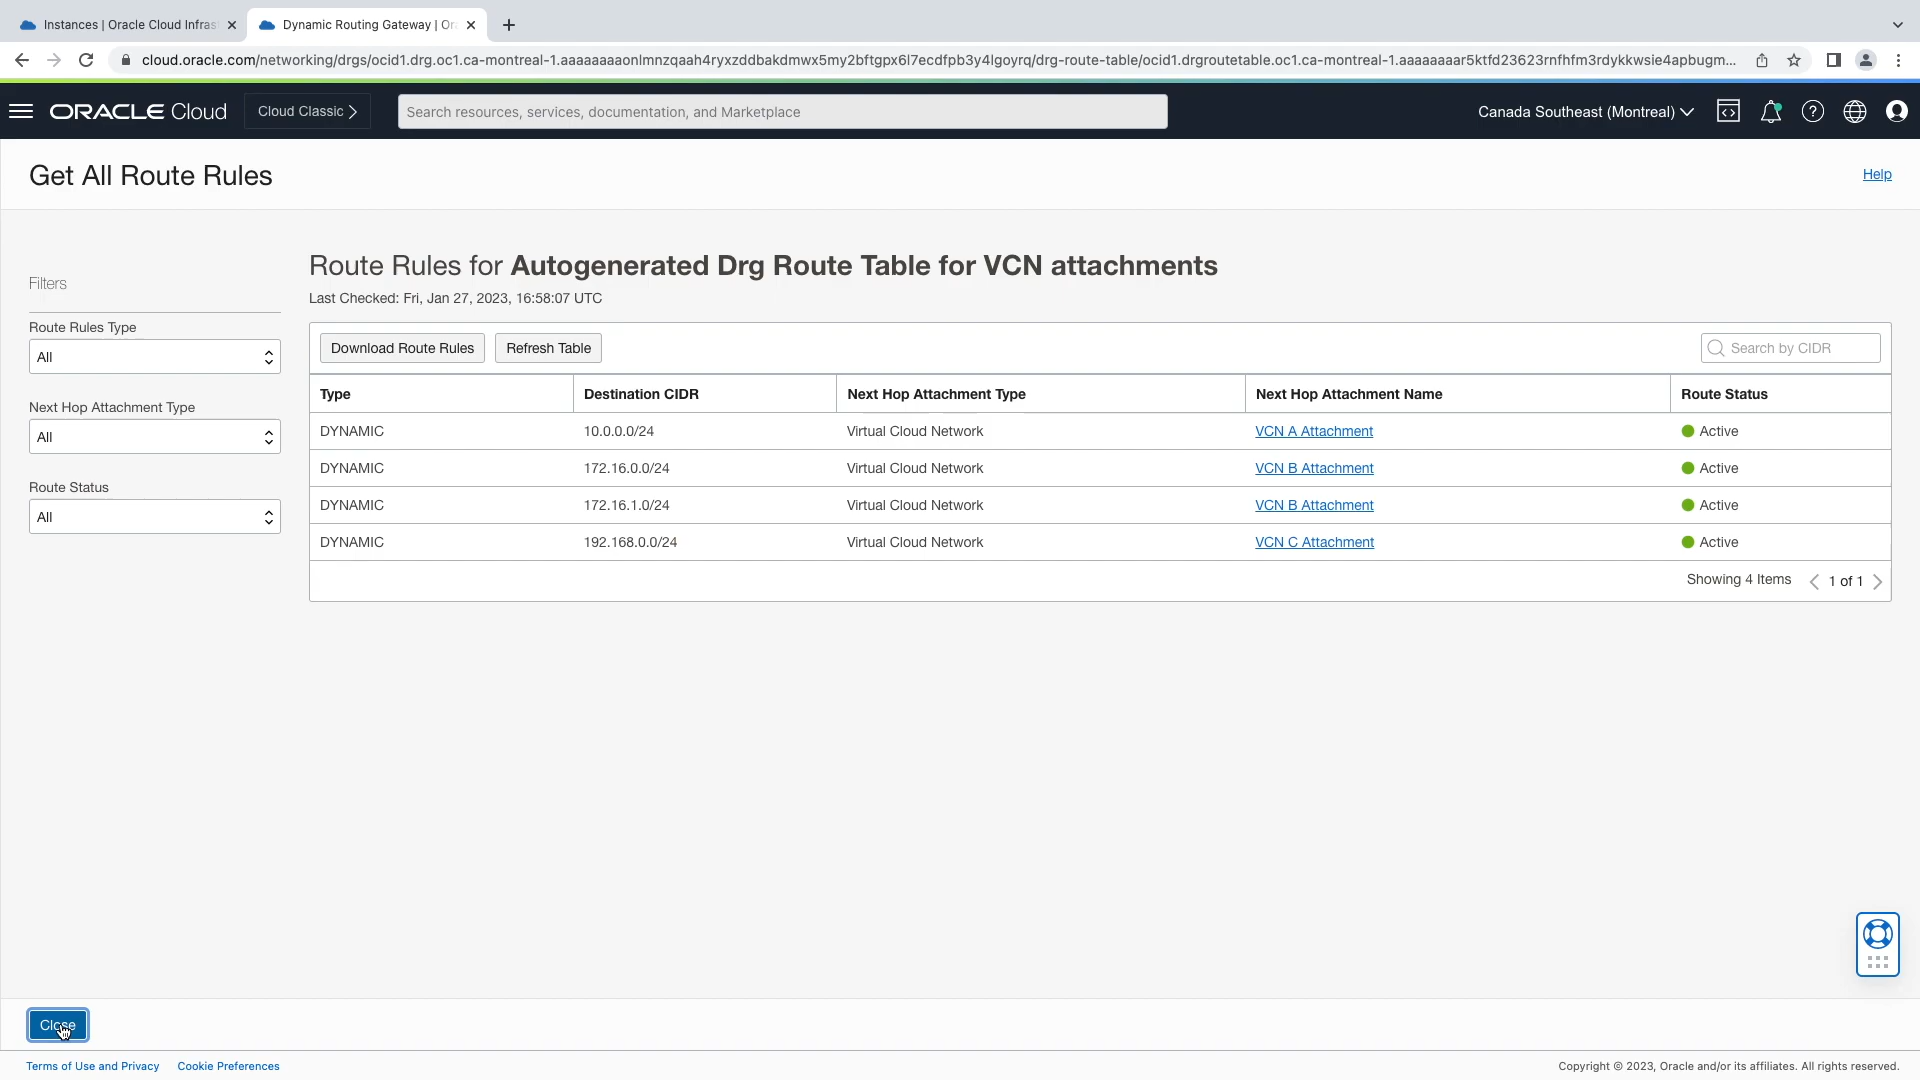 Instances | Oracle Cloud Infras
Dynamic Routing Gateway | Or
cloud.oracle.com/networking/drgs/ocid1.drg.oc1.ca-montreal-1.aaaaaaaaonlmnzqaah4ryxzddbakdmwx5my2bftgpx6l7ecdfpb3y4lgoyrq/drg-route-table/ocid1.drgroutetable.oc1.ca-montreal-1.aaaaaaaar5ktfd23623rnfhfm3rdykkwsie4apbugm...
ORACLE Cloud
Cloud Classic
Search resources, services, documentation, and Marketplace
Canada Southeast (Montreal)
Get All Route Rules
Help
Filters
Route Rules Type
All
Next Hop Attachment Type
All
Route Status
All
Route Rules for Autogenerated Drg Route Table for VCN attachments
Last Checked: Fri, Jan 27, 2023, 16:58:07 UTC
Download Route Rules Refresh Table Search by CIDR
Type Destination CIDR Next Hop Attachment Type Next Hop Attachment Name Route Status
DYNAMIC 10.0.0.0/24 Virtual Cloud Network VCN A Attachment Active
DYNAMIC 172.16.0.0/24 Virtual Cloud Network VCN B Attachment Active
DYNAMIC 172.16.1.0/24 Virtual Cloud Network VCN B Attachment Active
DYNAMIC 192.168.0.0/24 Virtual Cloud Network VCN C Attachment Active
Showing 4 Items 1 of 1
Close
Terms of Use and Privacy Cookie Preferences
Copyright © 2023, Oracle and/or its affiliates. All rights reserved.